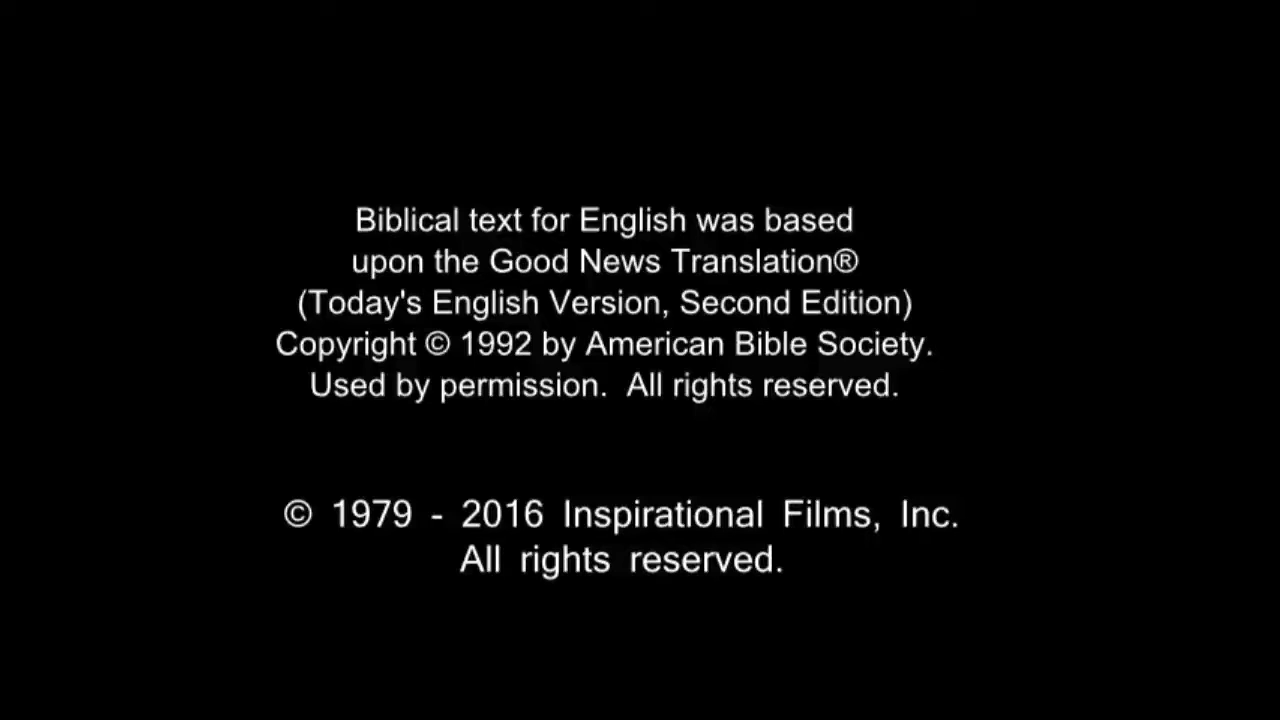 Biblical text for English was based
upon the Good News Translation®
(Today's English Version, Second Edition)
Copyright © 1992 by American Bible Society.
Used by permission.  All rights reserved.
© 1979 - 2016 Inspirational Films, Inc.
All rights reserved.